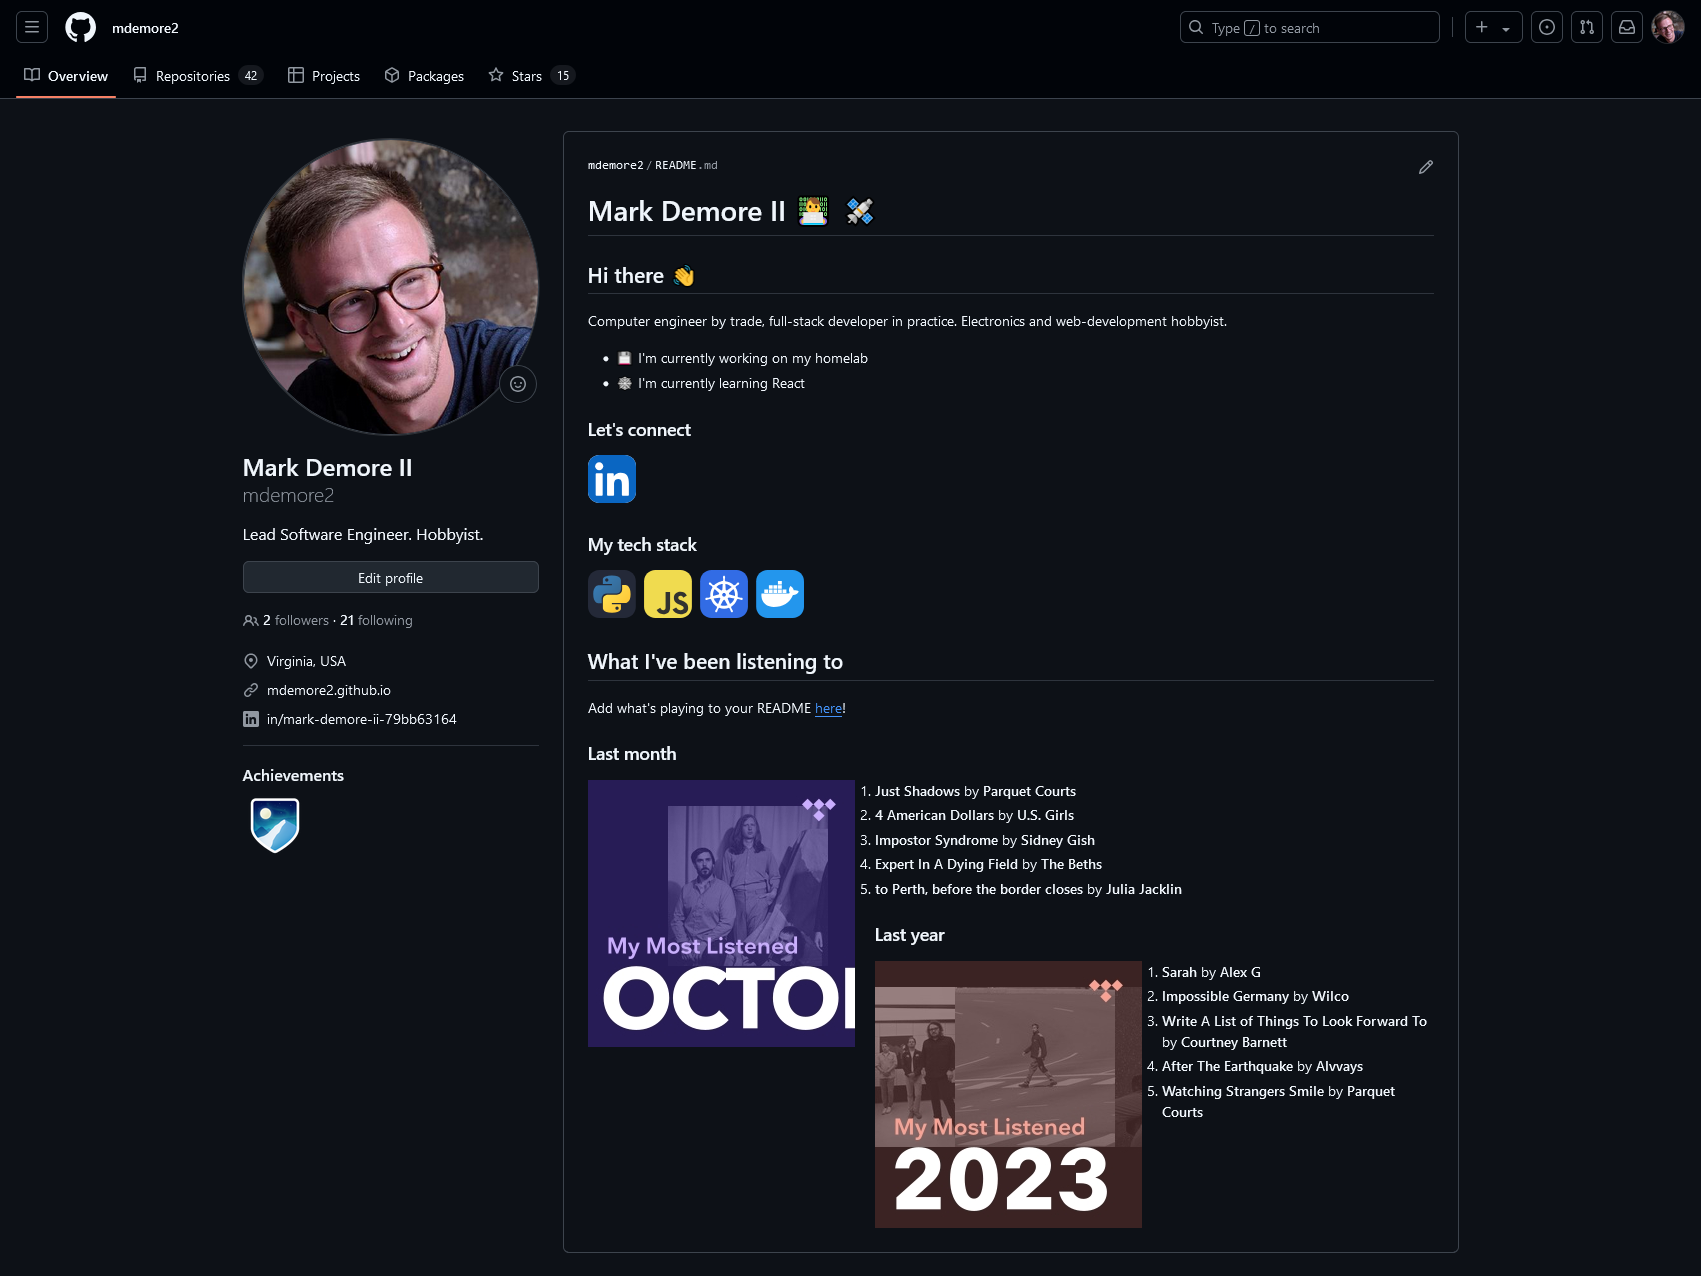 mdemore2
Type / to search
Overview
Repositories 42
Projects
Packages
Stars 15
Mark Demore II
mdemore2
Lead Software Engineer. Hobbyist.
Edit profile
2 followers · 21 following
Virginia, USA
mdemore2.github.io
in/mark-demore-ii-79bb63164
Achievements
mdemore2/README.md
Mark Demore II 👨‍💻 🛰️
Hi there 👋
Computer engineer by trade, full-stack developer in practice. Electronics and web-development hobbyist.
• 💾 I'm currently working on my homelab
• 🕸️ I'm currently learning React
Let's connect
in
My tech stack
JS
What I've been listening to
Add what's playing to your README here!
Last month
My Most Listened
OCTO
1. Just Shadows by Parquet Courts
2. 4 American Dollars by U.S. Girls
3. Impostor Syndrome by Sidney Gish
4. Expert In A Dying Field by The Beths
5. to Perth, before the border closes by Julia Jacklin
Last year
My Most Listened
2023
1. Sarah by Alex G
2. Impossible Germany by Wilco
3. Write A List of Things To Look Forward To
by Courtney Barnett
4. After The Earthquake by Alvvays
5. Watching Strangers Smile by Parquet
Courts